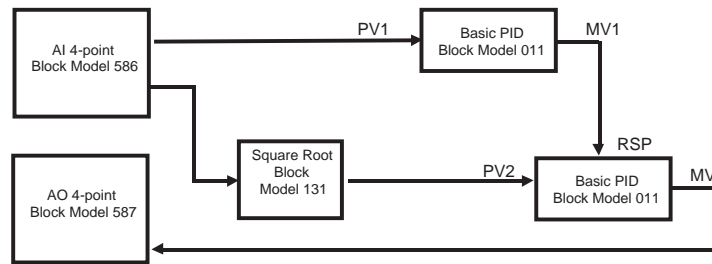 AI 4-point
Block Model 586
PV1
Basic PID
Block Model 011
MV1
Square Root
Block
Model 131
RSP
PV2
Basic PID
Block Model 011
MV
AO 4-point
Block Model 587